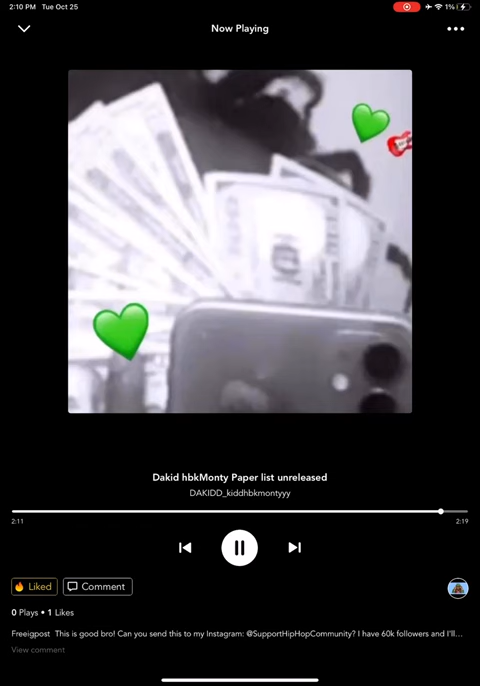 2:10 PM Tue Oct 25 1%
Now Playing
Dakid hbkMonty Paper list unreleased
DAKIDD_kiddhbkmontyyy
2:11 2:19
Liked Comment
0 Plays • 1 Likes
Freeigpost This is good bro! Can you send this to my Instagram: @SupportHipHopCommunity? I have 60k followers and I'll...
View comment